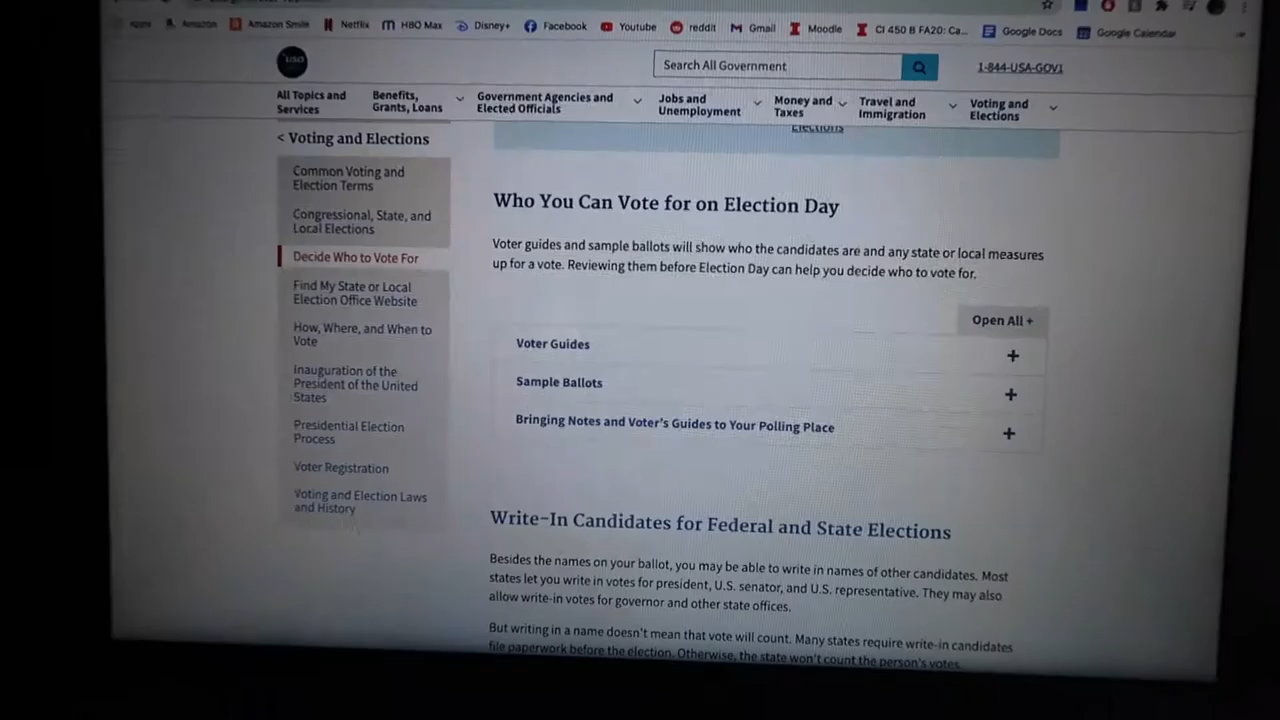 Apps Amazon Amazon Smile Netflix HBO Max Disney+ Facebook Youtube reddit Gmail Moodle CI 450 B FA20: Ca... Google Docs Google Calendar
USA
Search All Government
1-844-USA-GOV1
All Topics and
Services
Benefits,
Grants, Loans
Government Agencies and
Elected Officials
Jobs and
Unemployment
Money and
Taxes
Travel and
Immigration
Voting and
Elections
Elections
< Voting and Elections
Common Voting and
Election Terms
Congressional, State, and
Local Elections
Decide Who to Vote For
Find My State or Local
Election Office Website
How, Where, and When to
Vote
Inauguration of the
President of the United
States
Presidential Election
Process
Voter Registration
Voting and Election Laws
and History
Who You Can Vote for on Election Day
Voter guides and sample ballots will show who the candidates are and any state or local measures
up for a vote. Reviewing them before Election Day can help you decide who to vote for.
Open All +
Voter Guides +
Sample Ballots +
Bringing Notes and Voter's Guides to Your Polling Place +
Write-In Candidates for Federal and State Elections
Besides the names on your ballot, you may be able to write in names of other candidates. Most
states let you write in votes for president, U.S. senator, and U.S. representative. They may also
allow write-in votes for governor and other state offices.
But writing in a name doesn't mean that vote will count. Many states require write-in candidates
file paperwork before the election. Otherwise, the state won't count the person's votes.